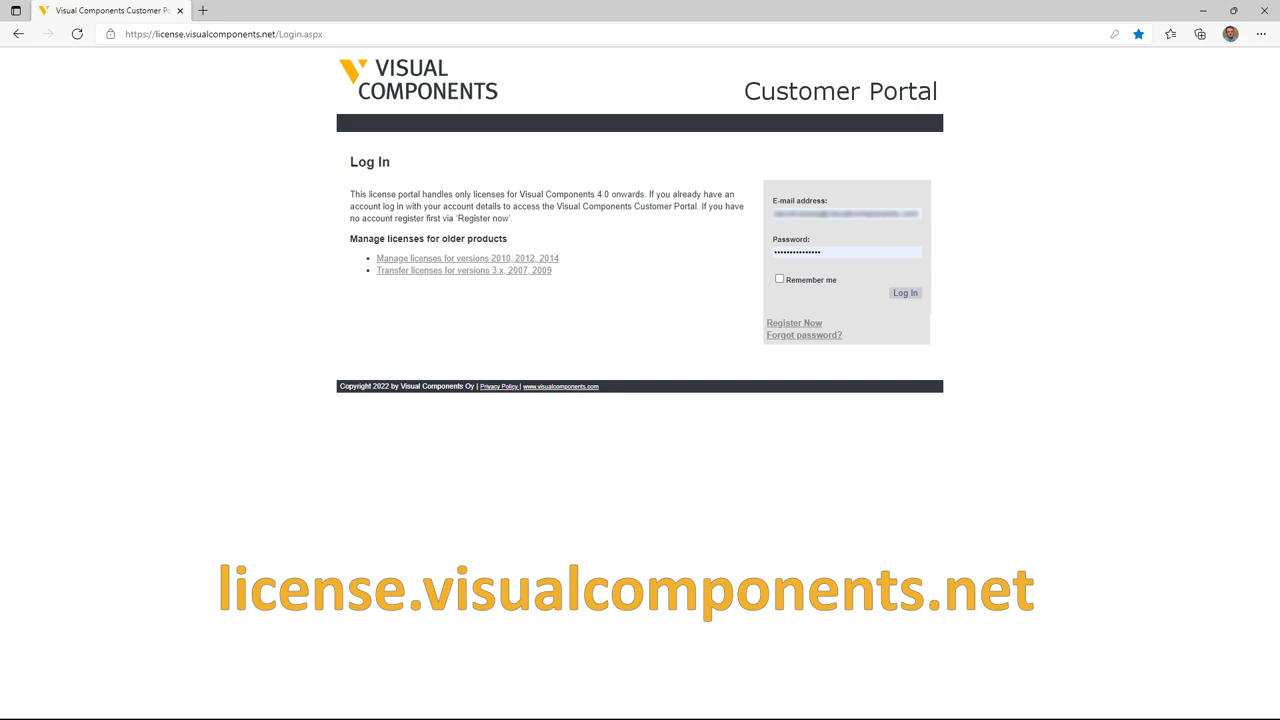 Visual Components Customer Po
https://license.visualcomponents.net/Login.aspx
VISUAL
COMPONENTS
Customer Portal
Log In
This license portal handles only licenses for Visual Components 4.0 onwards. If you already have an
account log in with your account details to access the Visual Components Customer Portal. If you have
no account register first via 'Register now'.
Manage licenses for older products
Manage licenses for versions 2010, 2012, 2014
Transfer licenses for versions 3.x, 2007, 2009
E-mail address:
Password:
Remember me
Log In
Register Now
Forgot password?
Copyright 2022 by Visual Components Oy | Privacy Policy | www.visualcomponents.com
license.visualcomponents.net